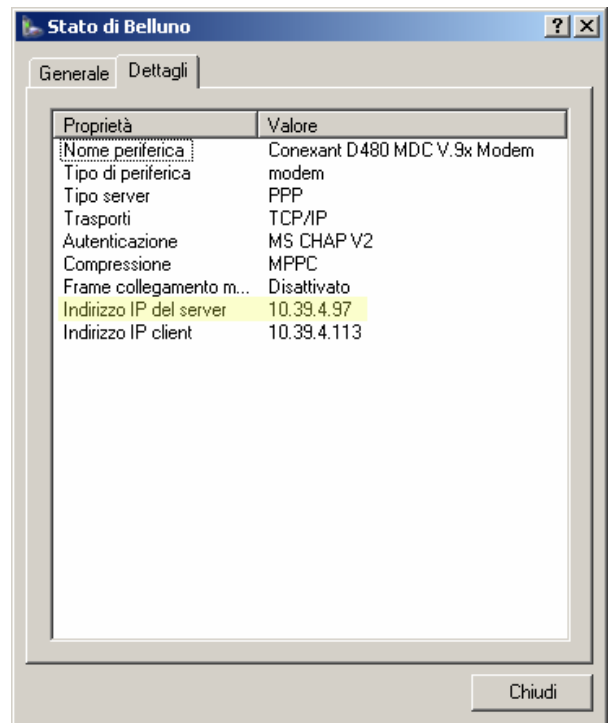 Stato di Belluno
Generale Dettagli
Proprietà Valore
Nome periferica Conexant D480 MDC V.9x Modem
Tipo di periferica modem
Tipo server PPP
Trasporti TCP/IP
Autenticazione MS CHAP V2
Compressione MPPC
Frame collegamento m... Disattivato
Indirizzo IP del server 10.39.4.97
Indirizzo IP client 10.39.4.113
Chiudi